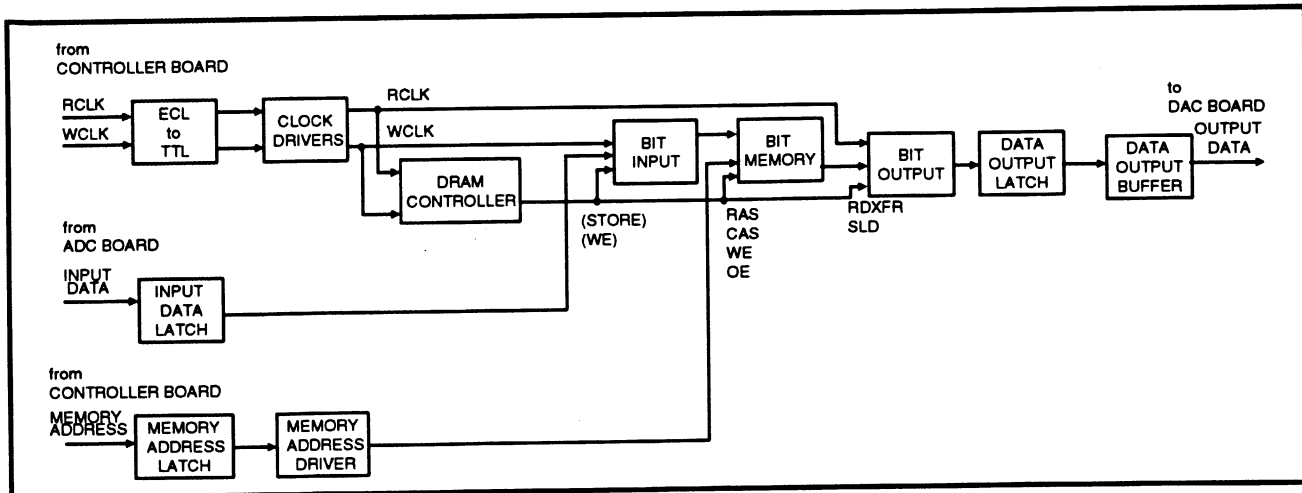 from
CONTROLLER BOARD
RCLK
WCLK
ECL
to
TTL
CLOCK
DRIVERS
RCLK
WCLK
DRAM
CONTROLLER
BIT
INPUT
BIT
MEMORY
BIT
OUTPUT
DATA
OUTPUT
LATCH
DATA
OUTPUT
BUFFER
to
DAC BOARD
OUTPUT
DATA
(STORE)
(WE)
RAS
CAS
WE
OE
RDXFR
SLD
from
ADC BOARD
INPUT
DATA
INPUT
DATA
LATCH
from
CONTROLLER BOARD
MEMORY
ADDRESS
MEMORY
ADDRESS
LATCH
MEMORY
ADDRESS
DRIVER